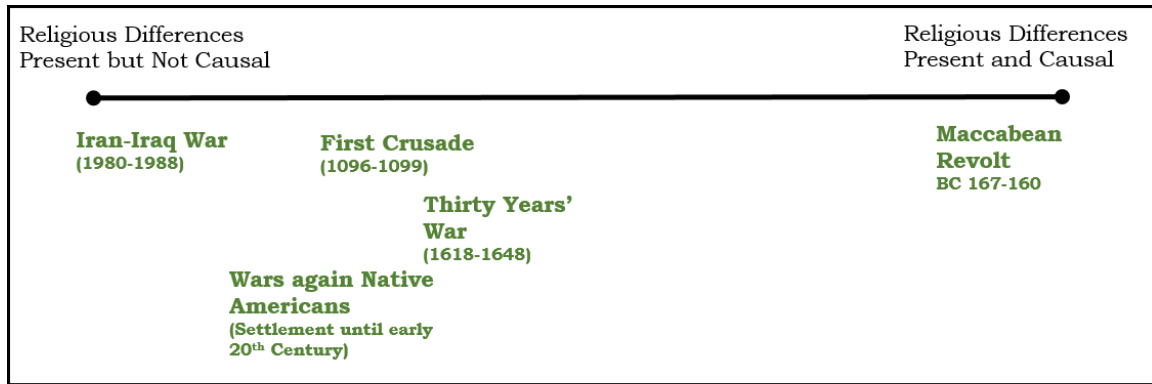 Religious Differences
Present but Not Causal
Religious Differences
Present and Causal
Iran-Iraq War
(1980-1988)
First Crusade
(1096-1099)
Maccabean
Revolt
BC 167-160
Thirty Years’
War
(1618-1648)
Wars again Native
Americans
(Settlement until early
20th Century)